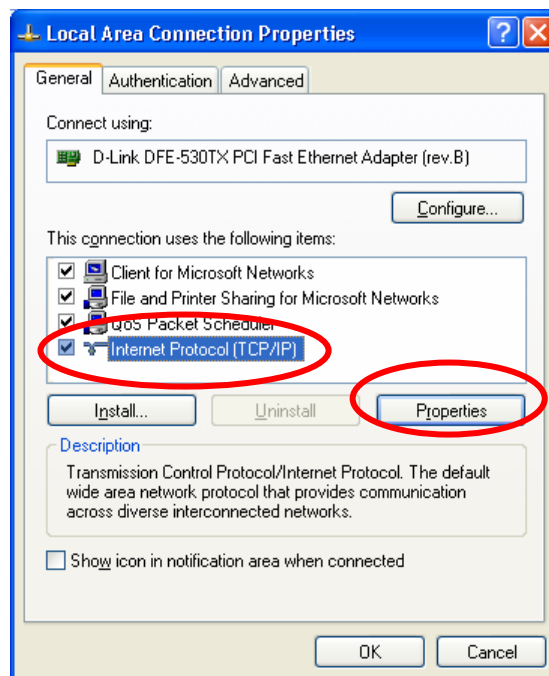 Local Area Connection Properties
General Authentication Advanced
Connect using:
D-Link DFE-530TX PCI Fast Ethernet Adapter (rev.B)
Configure...
This connection uses the following items:
Client for Microsoft Networks
File and Printer Sharing for Microsoft Networks
QoS Packet Scheduler
Internet Protocol (TCP/IP)
Install... Uninstall Properties
Description
Transmission Control Protocol/Internet Protocol. The default
wide area network protocol that provides communication
across diverse interconnected networks.
Show icon in notification area when connected
OK Cancel